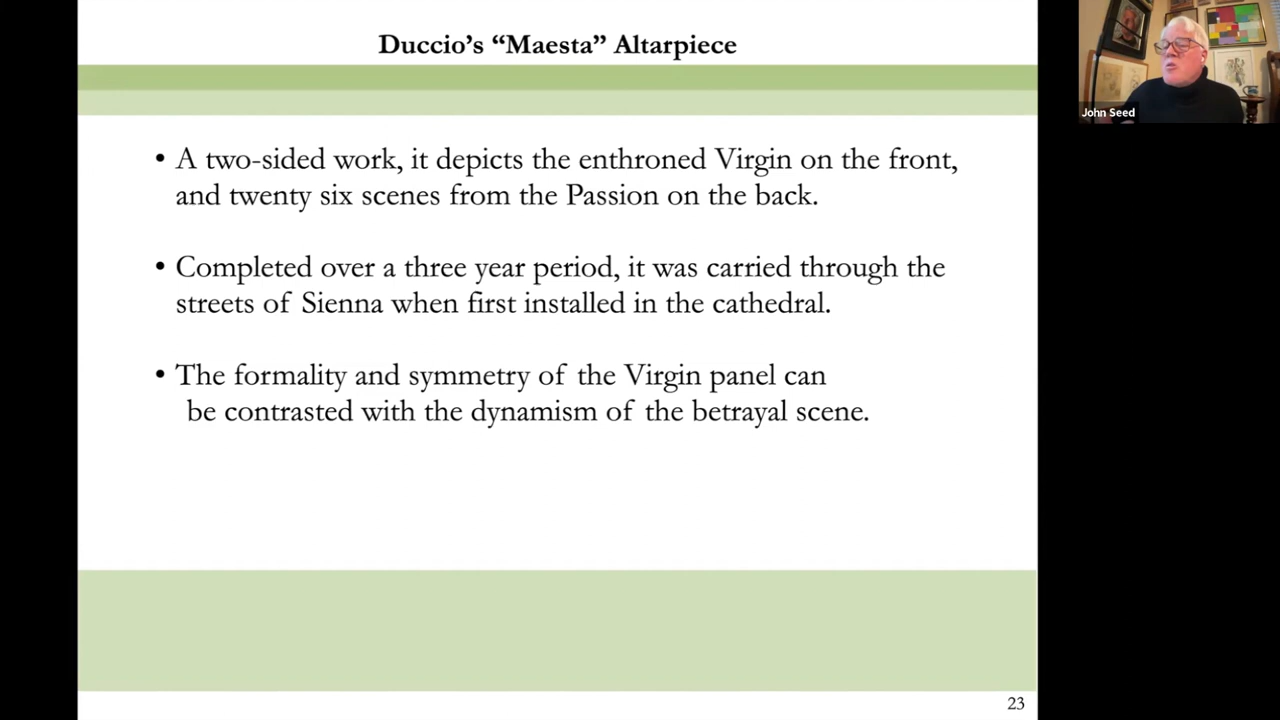 Duccio's “Maesta” Altarpiece
• A two-sided work, it depicts the enthroned Virgin on the front,
and twenty six scenes from the Passion on the back.
• Completed over a three year period, it was carried through the
streets of Sienna when first installed in the cathedral.
• The formality and symmetry of the Virgin panel can
be contrasted with the dynamism of the betrayal scene.
23
John Seed